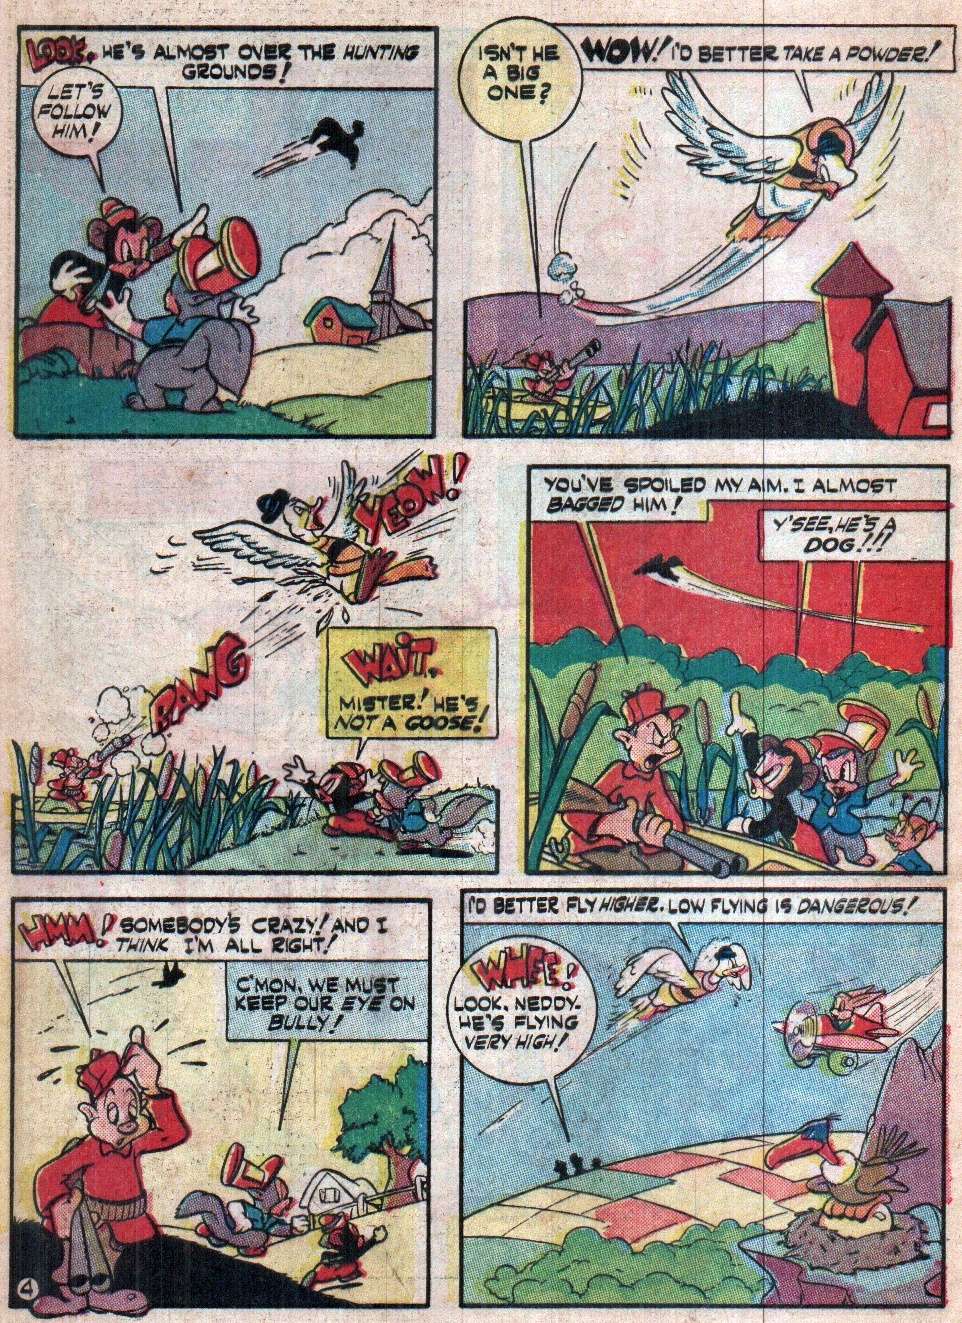 LOOK, HE'S ALMOST OVER THE HUNTING
GROUNDS!
LET'S
FOLLOW
HIM!
ISN'T HE
A BIG
ONE?
WOW! I'D BETTER TAKE A POWDER!
YEOW!
BANG
WAIT,
MISTER! HE'S
NOT A GOOSE!
YOU'VE SPOILED MY AIM. I ALMOST
BAGGED HIM!
Y'SEE, HE'S A
DOG!!!
HMM! SOMEBODY'S CRAZY! AND I
THINK I'M ALL RIGHT!
C'MON, WE MUST
KEEP OUR EYE ON
BULLY!
4
I'D BETTER FLY HIGHER. LOW FLYING IS DANGEROUS!
WHEE!
LOOK, NEDDY.
HE'S FLYING
VERY HIGH!